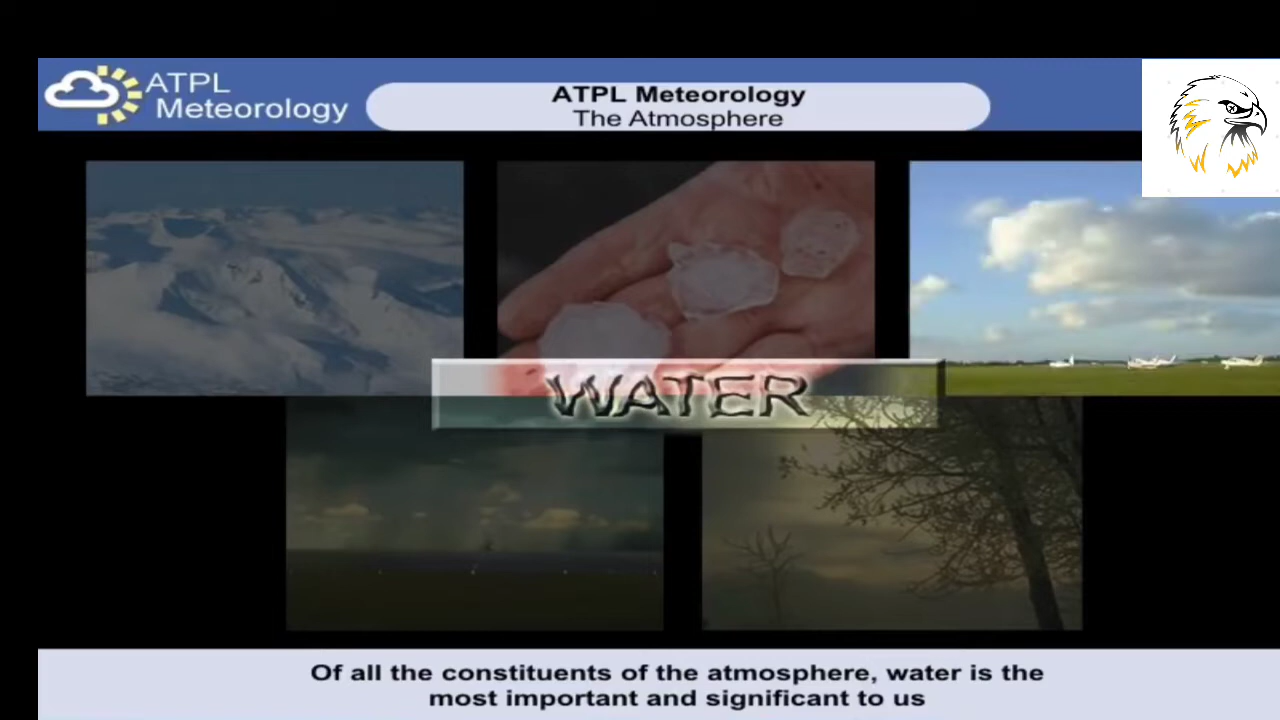 ATPL
Meteorology
ATPL Meteorology
The Atmosphere
WATER
Of all the constituents of the atmosphere, water is the
most important and significant to us